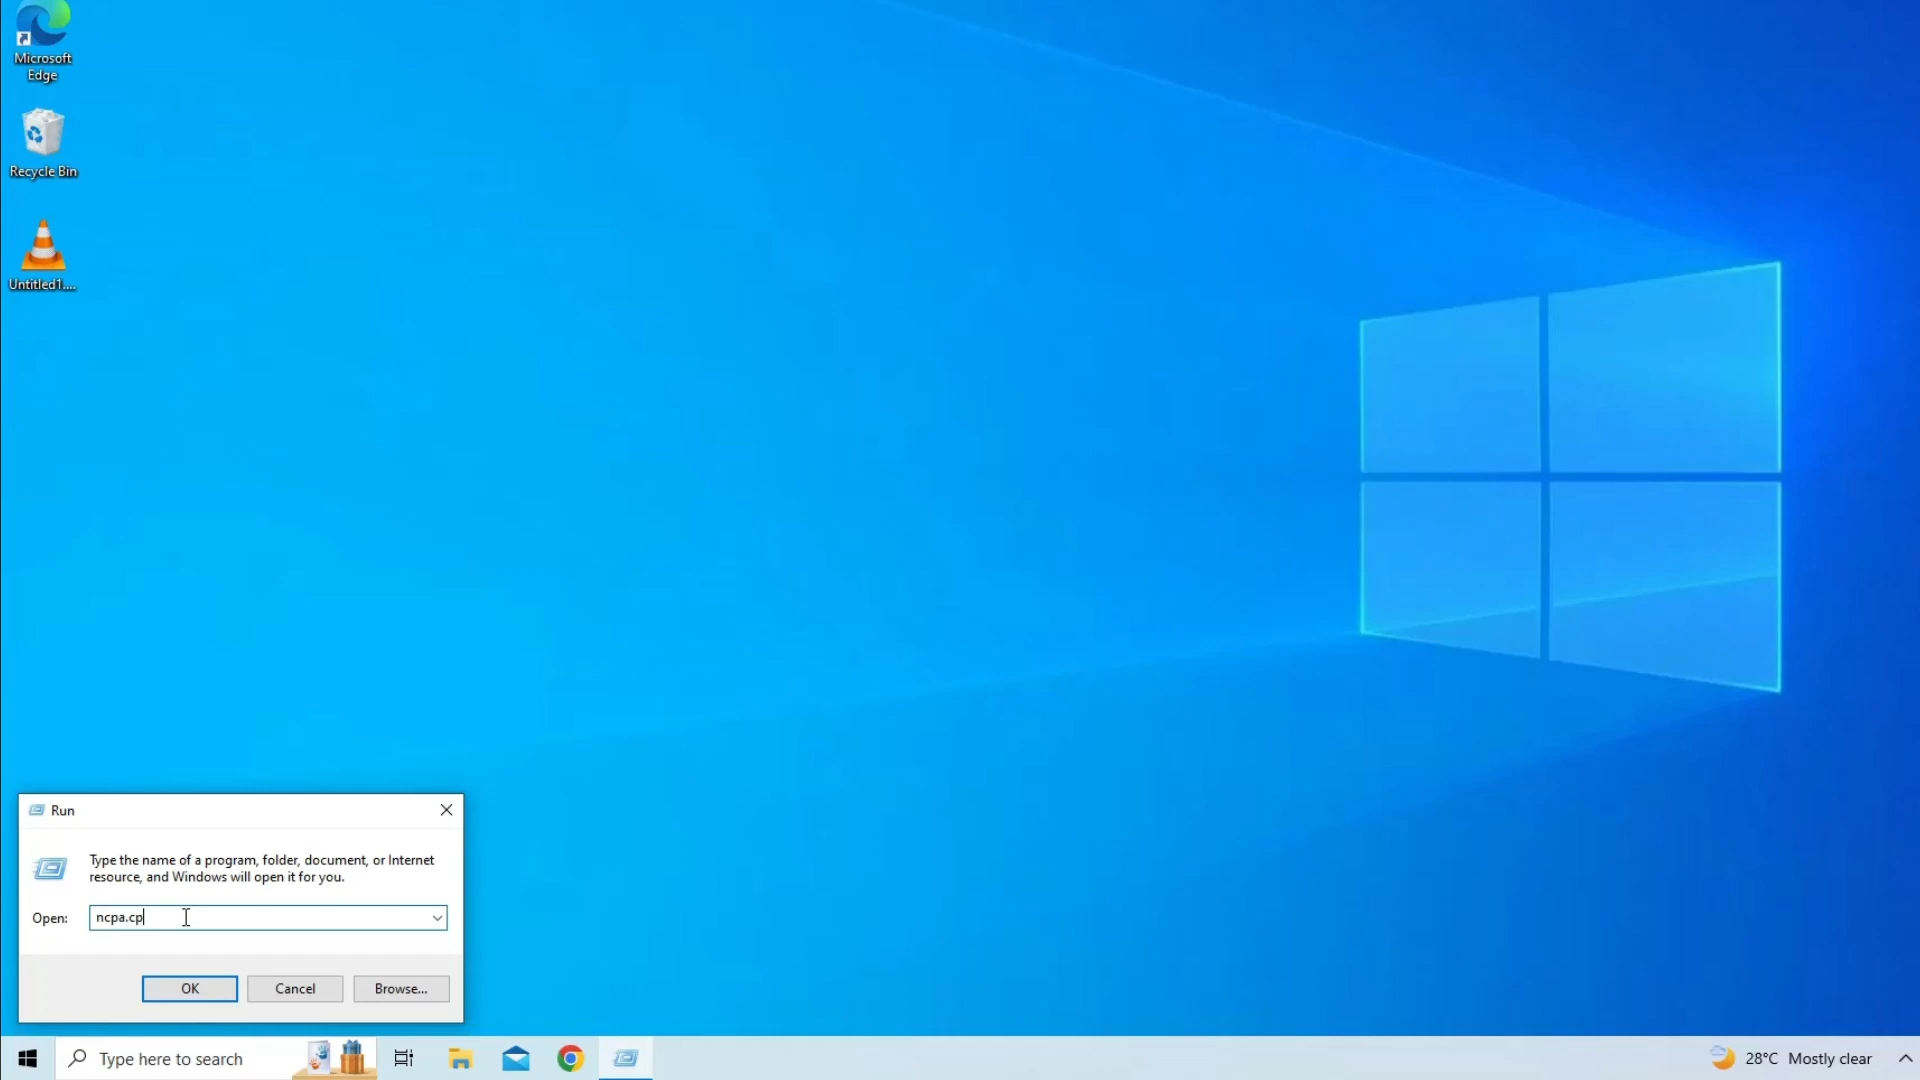 Microsoft
Edge
Recycle Bin
Untitled1....
Run
Type the name of a program, folder, document, or Internet
resource, and Windows will open it for you.
Open:
ncpa.cp
OK
Cancel
Browse...
Type here to search
28°C Mostly clear